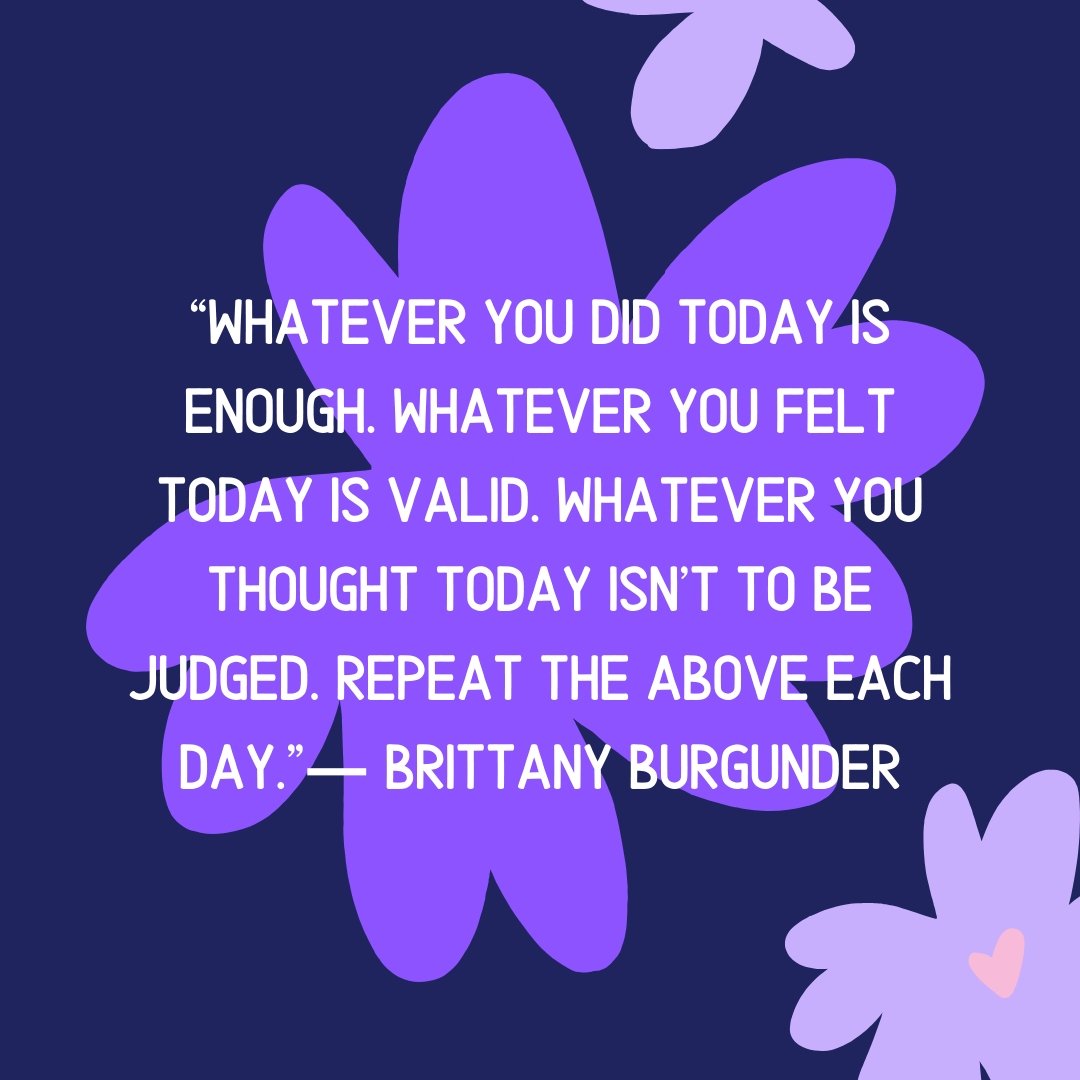 “WHATEVER YOU DID TODAY IS
ENOUGH. WHATEVER YOU FELT
TODAY IS VALID. WHATEVER YOU
THOUGHT TODAY ISN’T TO BE
JUDGED. REPEAT THE ABOVE EACH
DAY.”— BRITTANY BURGUNDER